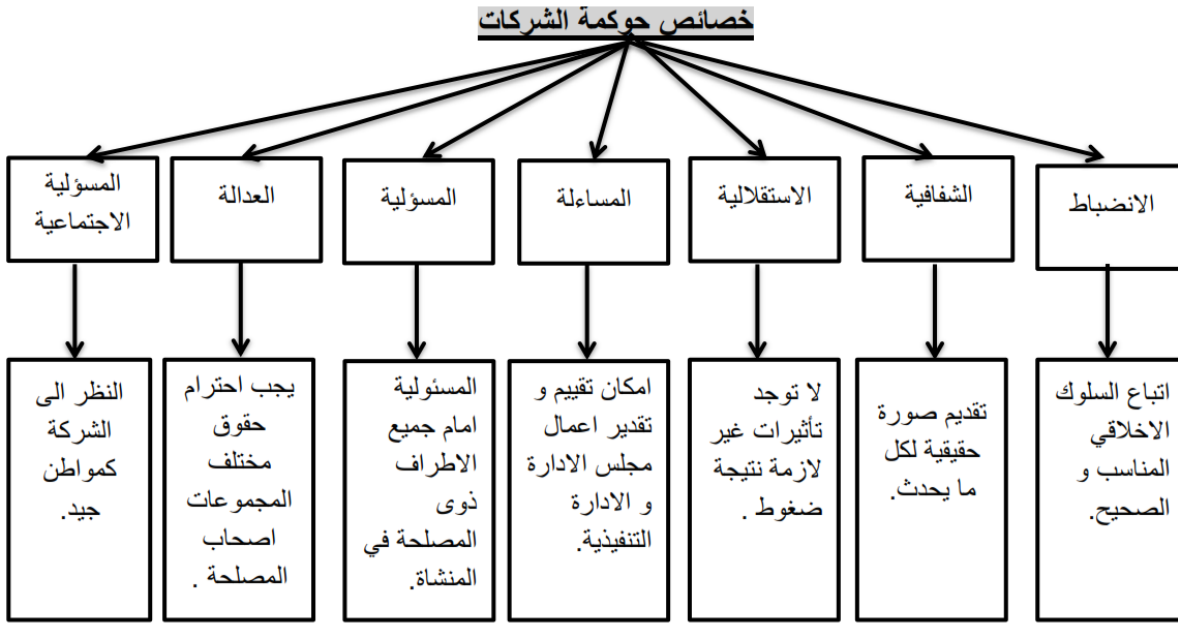 خصائص حوكمة الشركات
الانضباط
الشفافية
الاستقلالية
المساءلة
المسؤلية
العدالة
المسؤلية
الاجتماعية
اتباع السلوك
الاخلاقي
المناسب و
الصحيح.
تقديم صورة
حقيقية لكل
ما يحدث.
لا توجد
تأثيرات غير
لازمة نتيجة
ضغوط .
امكان تقييم و
تقدير اعمال
مجلس الادارة
و الادارة
التنفيذية.
المسئولية
امام جميع
الاطراف
ذوى
المصلحة في
المنشاة.
يجب احترام
حقوق
مختلف
المجموعات
اصحاب
المصلحة .
النظر الى
الشركة
كمواطن
جيد.